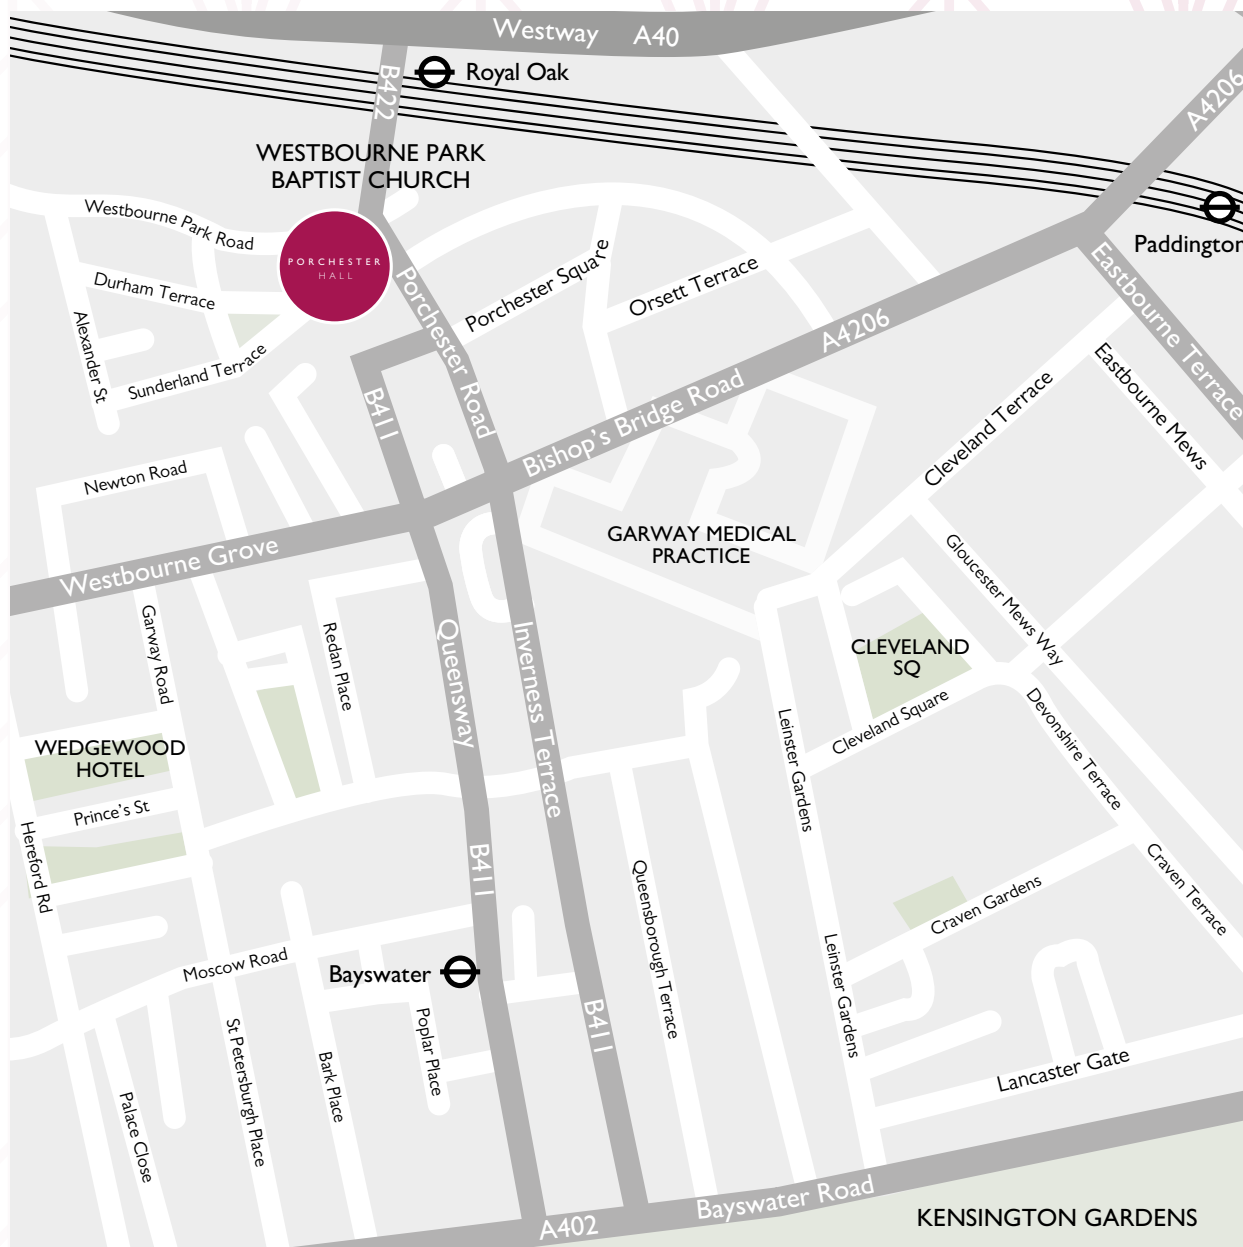 Westway A40
Royal Oak
B422
A4206
WESTBOURNE PARK
BAPTIST CHURCH
Westbourne Park Road
PORCHESTER
HALL
Paddington
Durham Terrace
Porchester Road
Porchester Square
Orsett Terrace
Eastbourne Terrace
Alexander St
Sunderland Terrace
A4206
Eastbourne Mews
B411
Bishop's Bridge Road
Cleveland Terrace
Newton Road
Westbourne Grove
GARWAY MEDICAL
PRACTICE
Gloucester Mews Way
Garway Road
Redan Place
Queensway
Inverness Terrace
CLEVELAND
SQ
Cleveland Square
Leinster Gardens
Devonshire Terrace
WEDGEWOOD
HOTEL
Prince's St
Hereford Rd
B411
Queensborough Terrace
Craven Terrace
Craven Gardens
Moscow Road
Bayswater
Leinster Gardens
B411
Poplar Place
St Petersburgh Place
Bark Place
Palace Close
Lancaster Gate
Bayswater Road
A402
KENSINGTON GARDENS